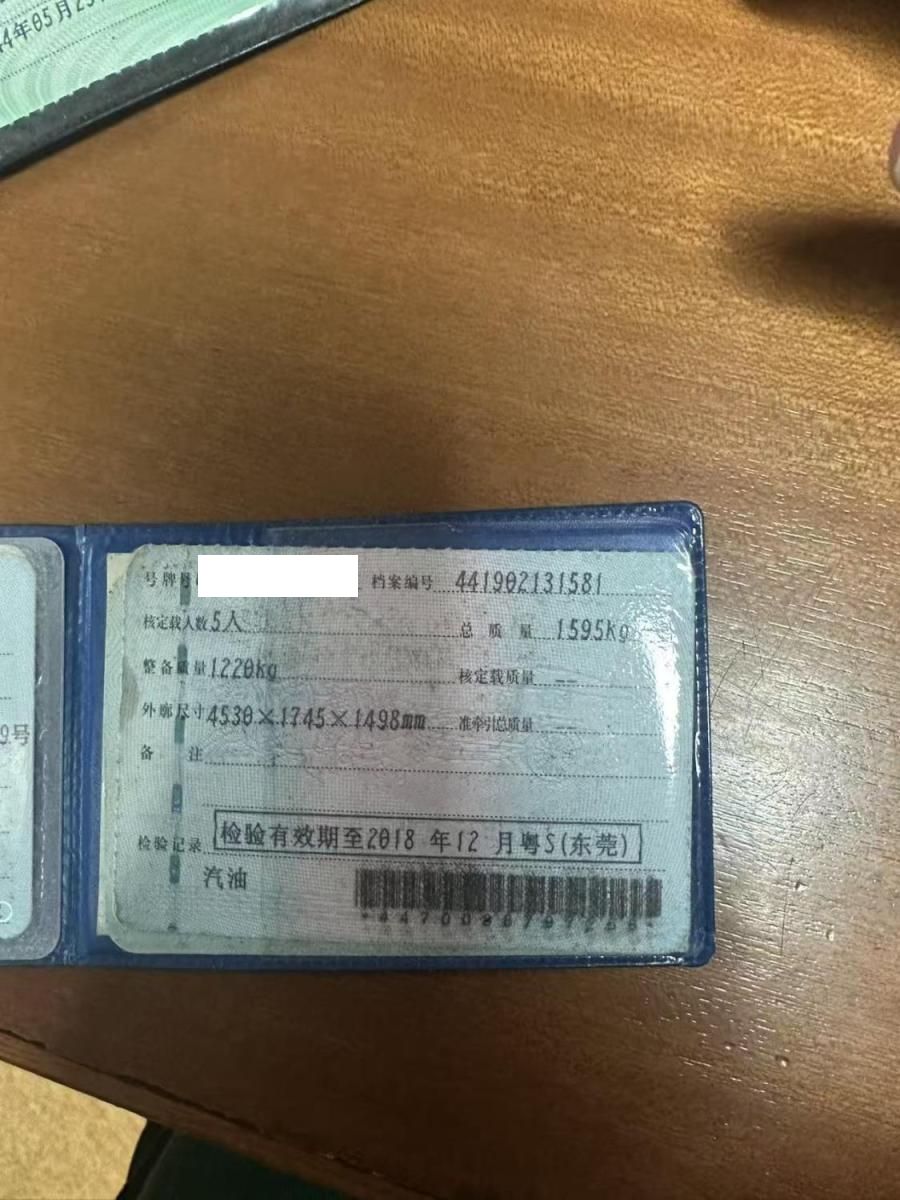 4年05月25
9号
号牌号 档案编号 441902131581
核定载人数 5人 总质量 1595kg
整备质量 1220kg 核定载质量 --
外廓尺寸 4530×1745×1498mm 准牵引总质量 --
备注
检验记录 检验有效期至2018 年12 月粤S(东莞)
汽油